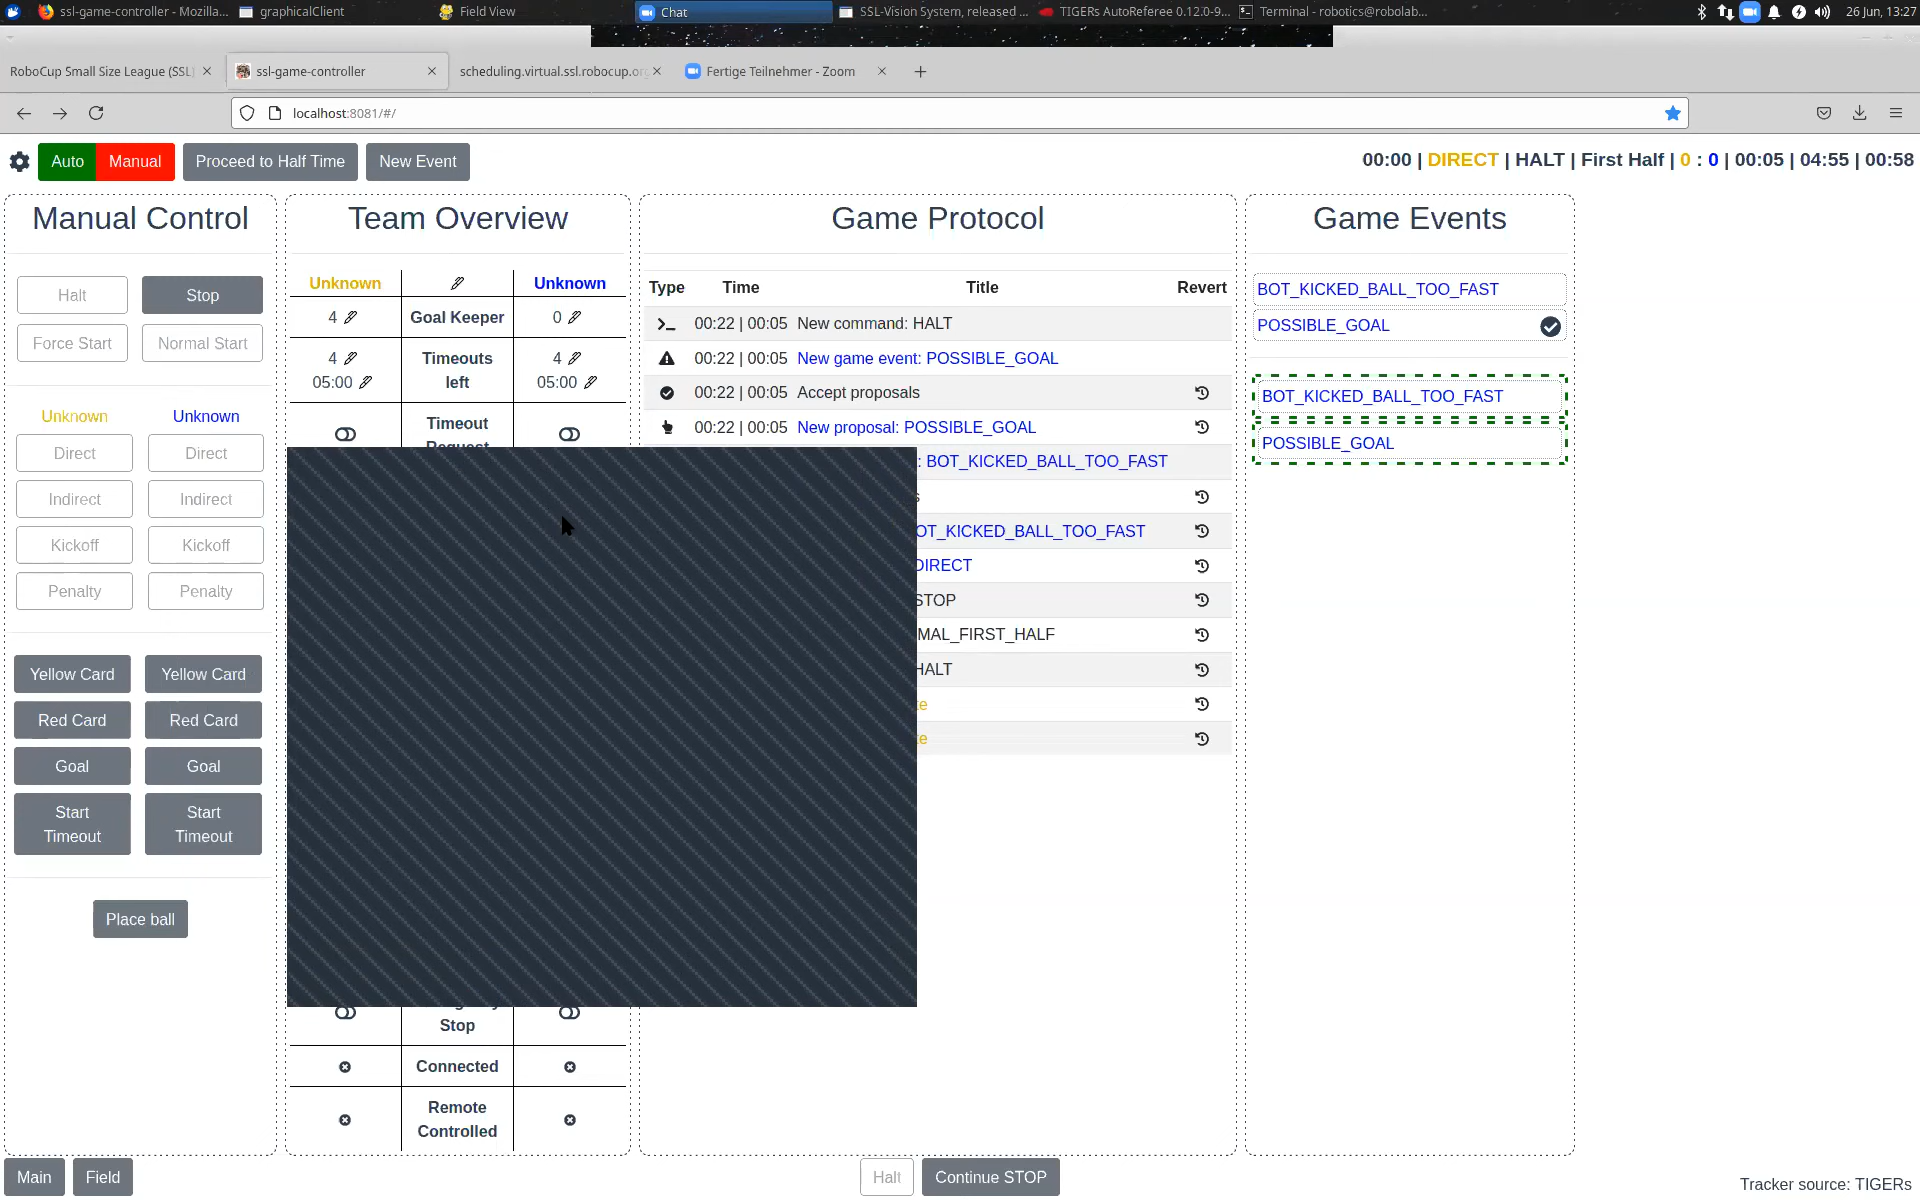 ssl-game-controller - Mozilla...
graphicalClient
Field View
Chat
SSL-Vision System, released ...
TIGERs AutoReferee 0.12.0-9...
Terminal - robotics@robolab...
26 Jun, 13:27
RoboCup Small Size League (SSL)
ssl-game-controller
scheduling.virtual.ssl.robocup.org
Fertige Teilnehmer - Zoom
localhost:8081/#/
Auto
Manual
Proceed to Half Time
New Event
00:00 | DIRECT | HALT | First Half | 0 : 0 | 00:05 | 04:55 | 00:58
Manual Control
Halt
Stop
Force Start
Normal Start
Unknown
Unknown
Direct
Direct
Indirect
Indirect
Kickoff
Kickoff
Penalty
Penalty
Yellow Card
Yellow Card
Red Card
Red Card
Goal
Goal
Start
Timeout
Start
Timeout
Place ball
Team Overview
Unknown
Unknown
4 Goal Keeper 0
4 Timeouts 4
05:00 left 05:00
Timeout
Request
Stop
Connected
Remote
Controlled
Game Protocol
Type Time Title Revert
00:22 | 00:05 New command: HALT
00:22 | 00:05 New game event: POSSIBLE_GOAL
00:22 | 00:05 Accept proposals
00:22 | 00:05 New proposal: POSSIBLE_GOAL
: BOT_KICKED_BALL_TOO_FAST
s
OT_KICKED_BALL_TOO_FAST
DIRECT
STOP
MAL_FIRST_HALF
HALT
te
te
Game Events
BOT_KICKED_BALL_TOO_FAST
POSSIBLE_GOAL
BOT_KICKED_BALL_TOO_FAST
POSSIBLE_GOAL
Main
Field
Halt
Continue STOP
Tracker source: TIGERs